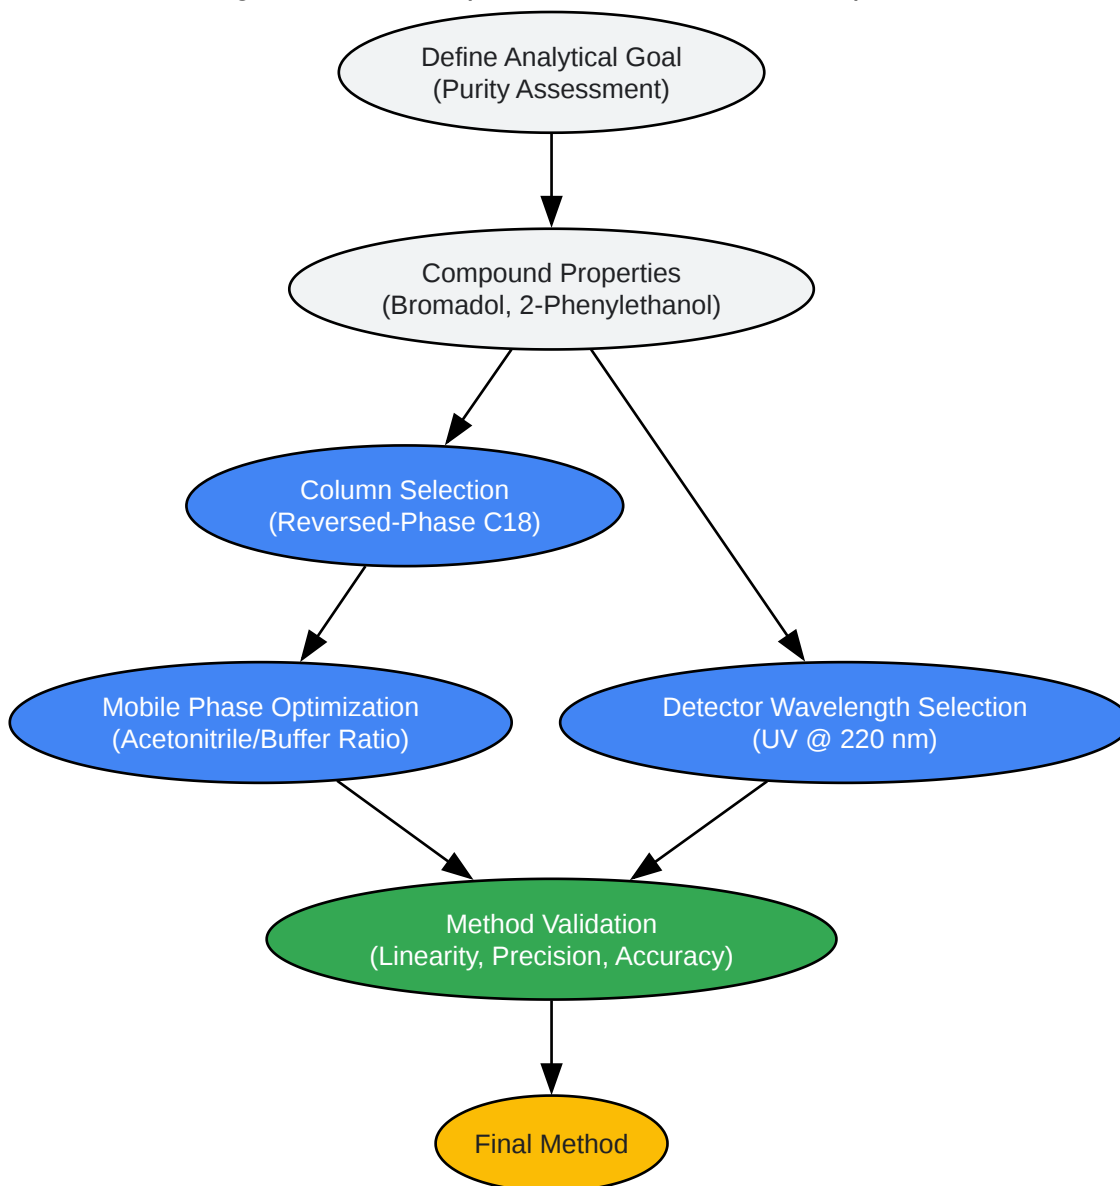 Define Analytical Goal
(Purity Assessment)
Compound Properties
(Bromadol, 2-Phenylethanol)
Column Selection
(Reversed-Phase C18)
Mobile Phase Optimization
(Acetonitrile/Buffer Ratio)
Detector Wavelength Selection
(UV @ 220 nm)
Method Validation
(Linearity, Precision, Accuracy)
Final Method